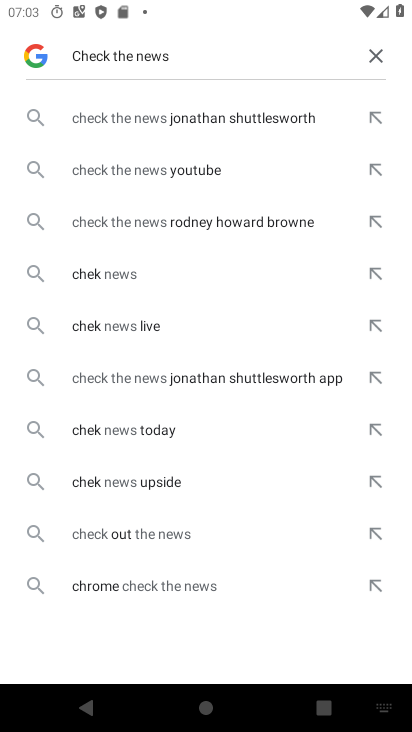 07:03
Check the news
check the news jonathan shuttlesworth
check the news youtube
check the news rodney howard browne
chek news
chek news live
check the news jonathan shuttlesworth app
chek news today
chek news upside
check out the news
chrome check the news